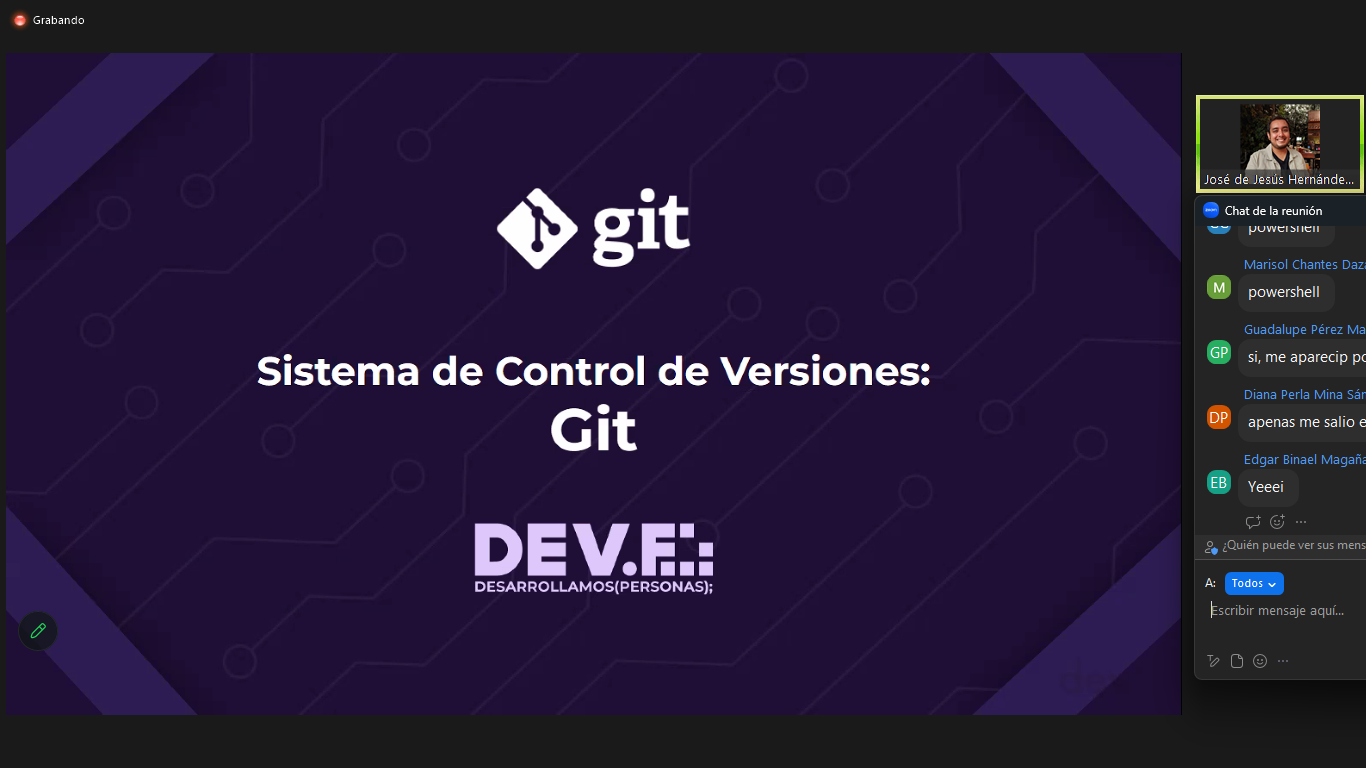 Grabando
git
Sistema de Control de Versiones:
Git
DEV.F.:
DESARROLLAMOS(PERSONAS);
José de Jesús Hernánde...
Chat de la reunión
powershell
Marisol Chantes Daza
M
powershell
Guadalupe Pérez Ma
GP
si, me aparecip po
Diana Perla Mina Sán
DP
apenas me salio e
Edgar Binael Magaña
EB
Yeeei
¿Quién puede ver sus mens
A: Todos
Escribir mensaje aquí...